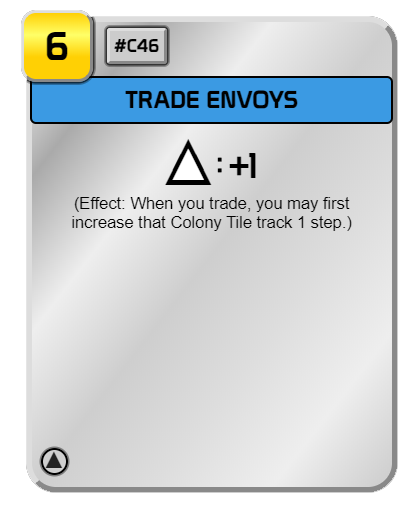 6
#C46
TRADE ENVOYS
: +1
(Effect: When you trade, you may first
increase that Colony Tile track 1 step.)